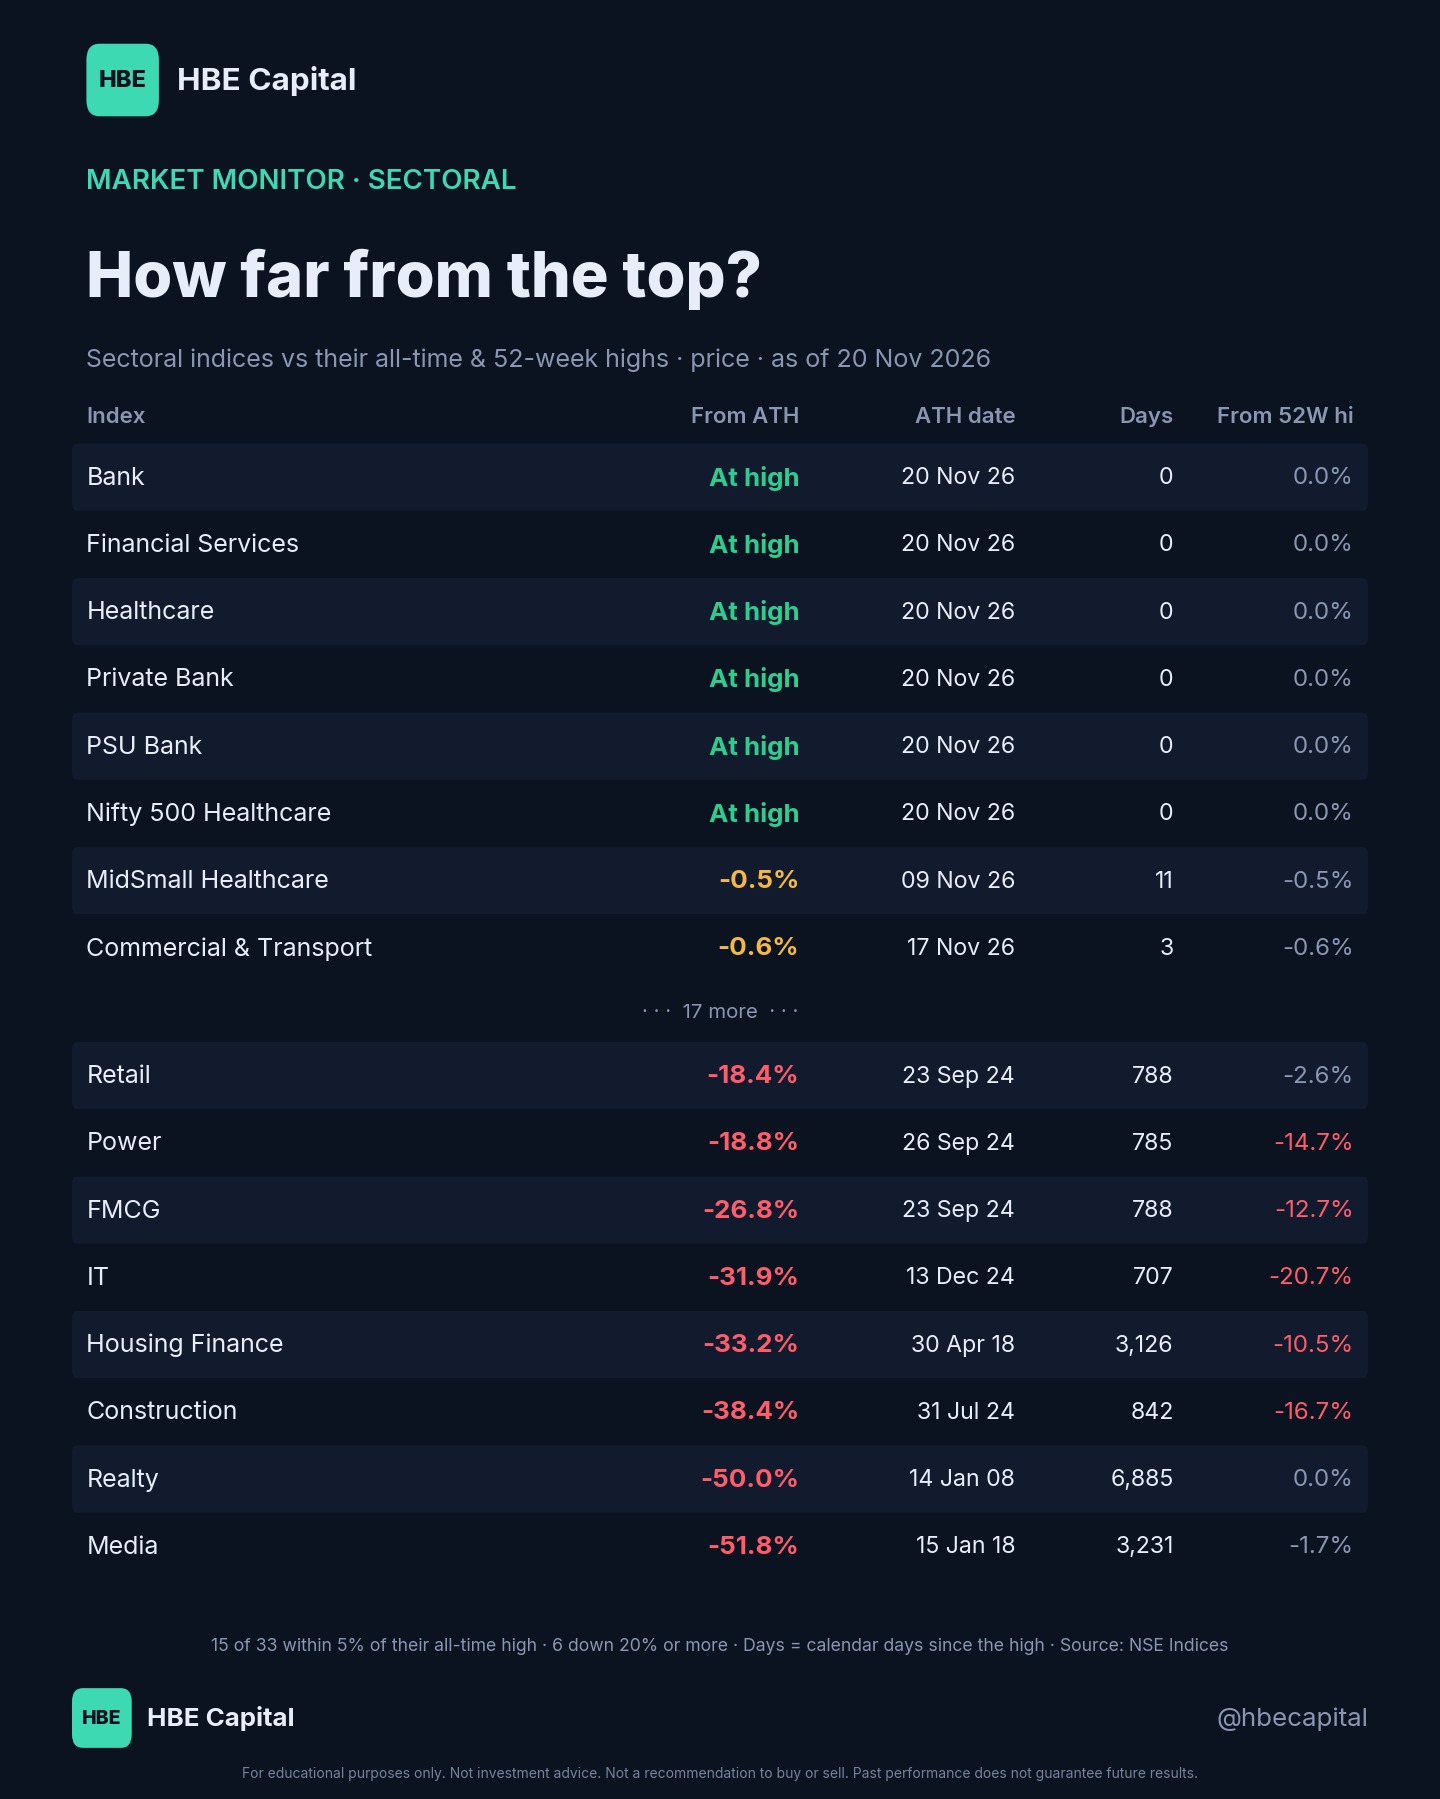 HBE HBE Capital
MARKET MONITOR · SECTORAL
How far from the top?
Sectoral indices vs their all-time & 52-week highs · price · as of 20 Nov 2026
Index From ATH ATH date Days From 52W hi
Bank At high 20 Nov 26 0 0.0%
Financial Services At high 20 Nov 26 0 0.0%
Healthcare At high 20 Nov 26 0 0.0%
Private Bank At high 20 Nov 26 0 0.0%
PSU Bank At high 20 Nov 26 0 0.0%
Nifty 500 Healthcare At high 20 Nov 26 0 0.0%
MidSmall Healthcare -0.5% 09 Nov 26 11 -0.5%
Commercial & Transport -0.6% 17 Nov 26 3 -0.6%
· · · 17 more · · ·
Retail -18.4% 23 Sep 24 788 -2.6%
Power -18.8% 26 Sep 24 785 -14.7%
FMCG -26.8% 23 Sep 24 788 -12.7%
IT -31.9% 13 Dec 24 707 -20.7%
Housing Finance -33.2% 30 Apr 18 3,126 -10.5%
Construction -38.4% 31 Jul 24 842 -16.7%
Realty -50.0% 14 Jan 08 6,885 0.0%
Media -51.8% 15 Jan 18 3,231 -1.7%
15 of 33 within 5% of their all-time high · 6 down 20% or more · Days = calendar days since the high · Source: NSE Indices
HBE HBE Capital @hbecapital
For educational purposes only. Not investment advice. Not a recommendation to buy or sell. Past performance does not guarantee future results.